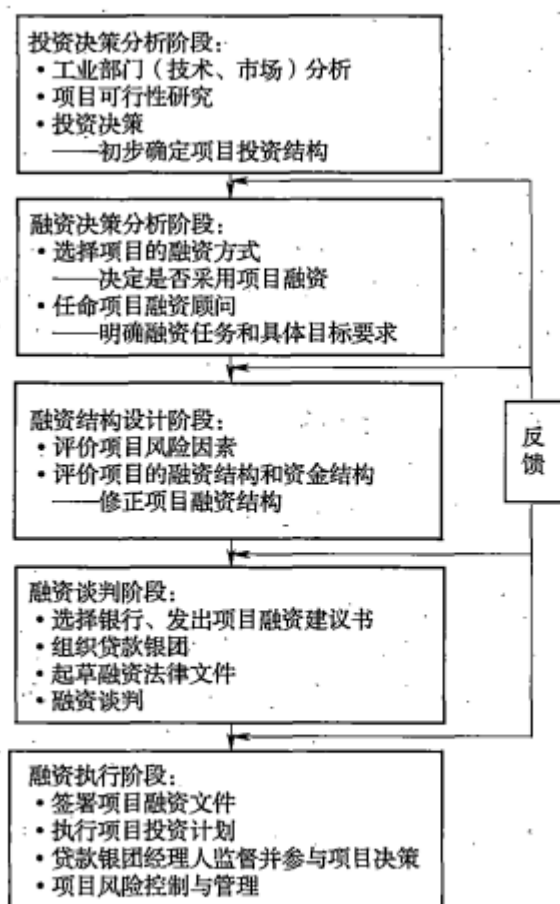 投资决策分析阶段：
•工业部门（技术、市场）分析
•项目可行性研究
•投资决策
——初步确定项目投资结构
融资决策分析阶段：
•选择项目的融资方式
——决定是否采用项目融资
•任命项目融资顾问
——明确融资任务和具体目标要求
融资结构设计阶段：
•评价项目风险因素
•评价项目的融资结构和资金结构
——修正项目融资结构
反
馈
融资谈判阶段：
•选择银行、发出项目融资建议书
•组织贷款银团
•起草融资法律文件
•融资谈判
融资执行阶段：
•签署项目融资文件
•执行项目投资计划
•贷款银团经理人监督并参与项目决策
•项目风险控制与管理